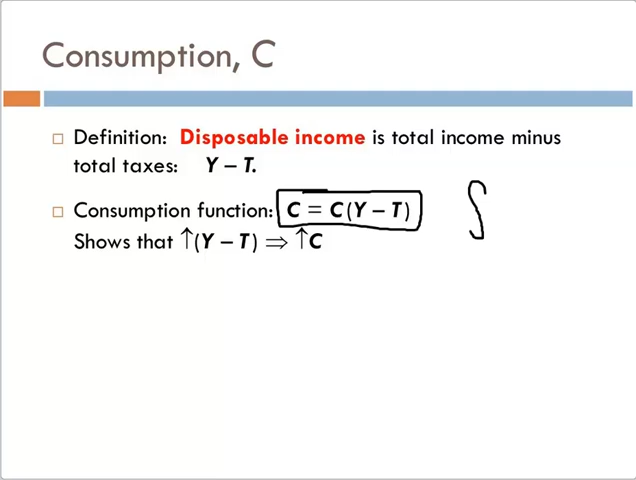 Consumption, C
Definition: Disposable income is total income minus
total taxes: Y – T.
Consumption function: C = C (Y – T)
Shows that ↑(Y – T) ⇒ ↑C